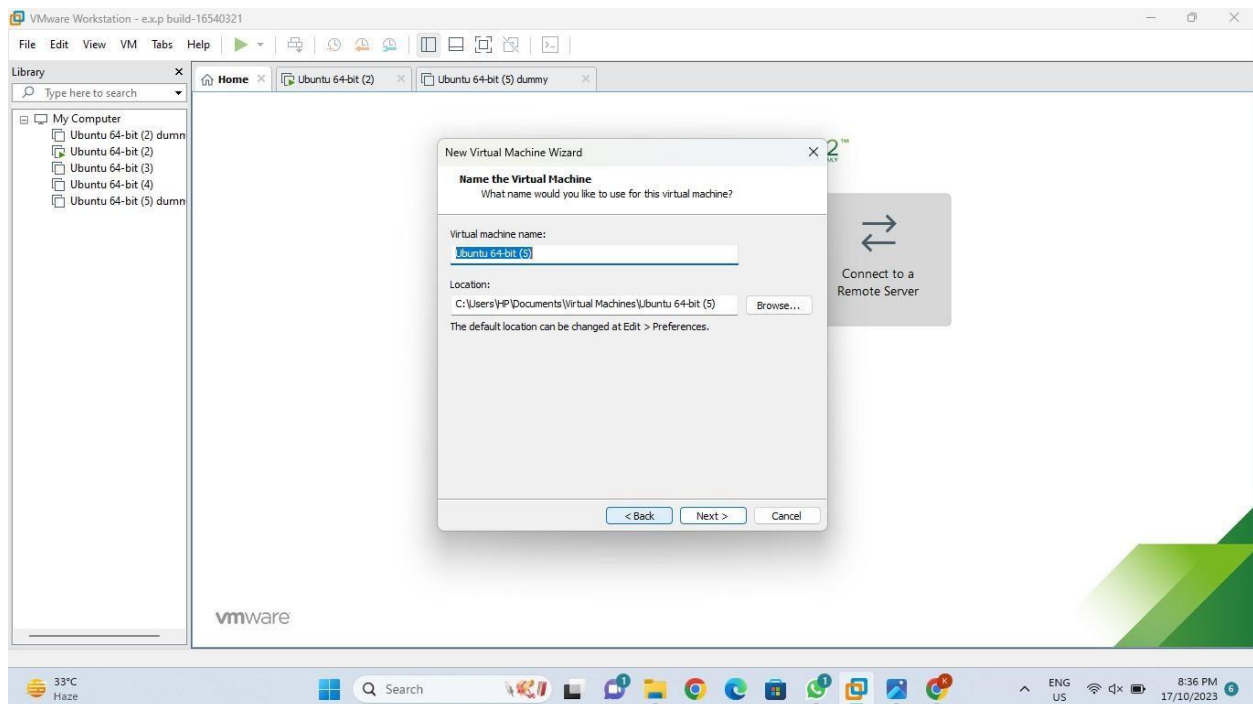 VMware Workstation - e.x.p build-16540321
File Edit View VM Tabs Help
Library
Type here to search
My Computer
Ubuntu 64-bit (2) dumn
Ubuntu 64-bit (2)
Ubuntu 64-bit (3)
Ubuntu 64-bit (4)
Ubuntu 64-bit (5) dumn
Home
Ubuntu 64-bit (2)
Ubuntu 64-bit (5) dummy
2™
New Virtual Machine Wizard
Name the Virtual Machine
What name would you like to use for this virtual machine?
Virtual machine name:
Ubuntu 64-bit (5)
Location:
C:\Users\HP\Documents\Virtual Machines\Ubuntu 64-bit (5)
Browse...
The default location can be changed at Edit > Preferences.
< Back
Next >
Cancel
Connect to a
Remote Server
vmware
33°C
Haze
Search
1
1
K
ENG
US
8:36 PM
17/10/2023
6